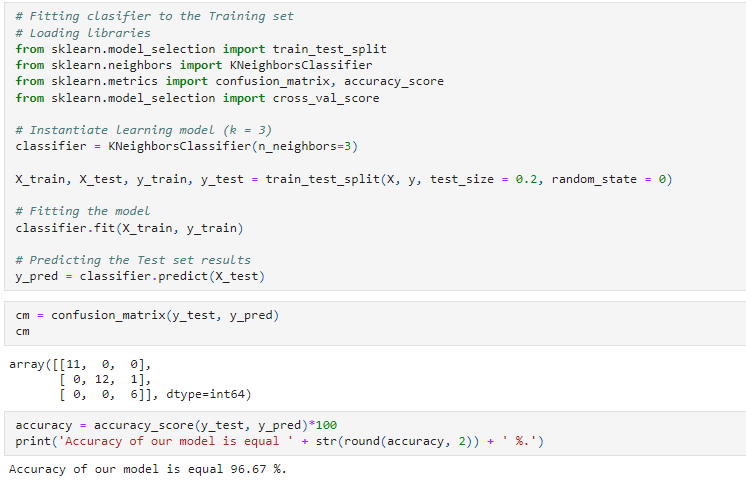 # Fitting clasifier to the Training set
# Loading libraries
from sklearn.model_selection import train_test_split
from sklearn.neighbors import KNeighborsClassifier
from sklearn.metrics import confusion_matrix, accuracy_score
from sklearn.model_selection import cross_val_score
# Instantiate learning model (k = 3)
classifier = KNeighborsClassifier(n_neighbors=3)
X_train, X_test, y_train, y_test = train_test_split(X, y, test_size = 0.2, random_state = 0)
# Fitting the model
classifier.fit(X_train, y_train)
# Predicting the Test set results
y_pred = classifier.predict(X_test)
cm = confusion_matrix(y_test, y_pred)
cm
array([[11, 0, 0],
[ 0, 12, 1],
[ 0, 0, 6]], dtype=int64)
accuracy = accuracy_score(y_test, y_pred)*100
print('Accuracy of our model is equal ' + str(round(accuracy, 2)) + ' %.')
Accuracy of our model is equal 96.67 %.